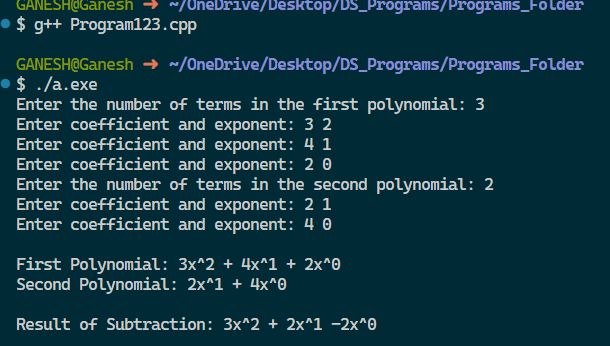 GANESH@Ganesh ➜ ~/OneDrive/Desktop/DS_Programs/Programs_Folder
$ g++ Program123.cpp
GANESH@Ganesh ➜ ~/OneDrive/Desktop/DS_Programs/Programs_Folder
$ ./a.exe
Enter the number of terms in the first polynomial: 3
Enter coefficient and exponent: 3 2
Enter coefficient and exponent: 4 1
Enter coefficient and exponent: 2 0
Enter the number of terms in the second polynomial: 2
Enter coefficient and exponent: 2 1
Enter coefficient and exponent: 4 0
First Polynomial: 3x^2 + 4x^1 + 2x^0
Second Polynomial: 2x^1 + 4x^0
Result of Subtraction: 3x^2 + 2x^1 -2x^0